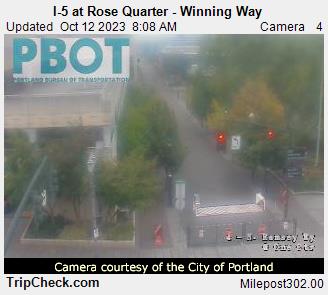 I-5 at Rose Quarter - Winning Way
Updated Oct 12 2023 8:08 AM Camera 4
PBOT
PORTLAND BUREAU OF TRANSPORTATION
Camera courtesy of the City of Portland
TripCheck.com Milepost302.00